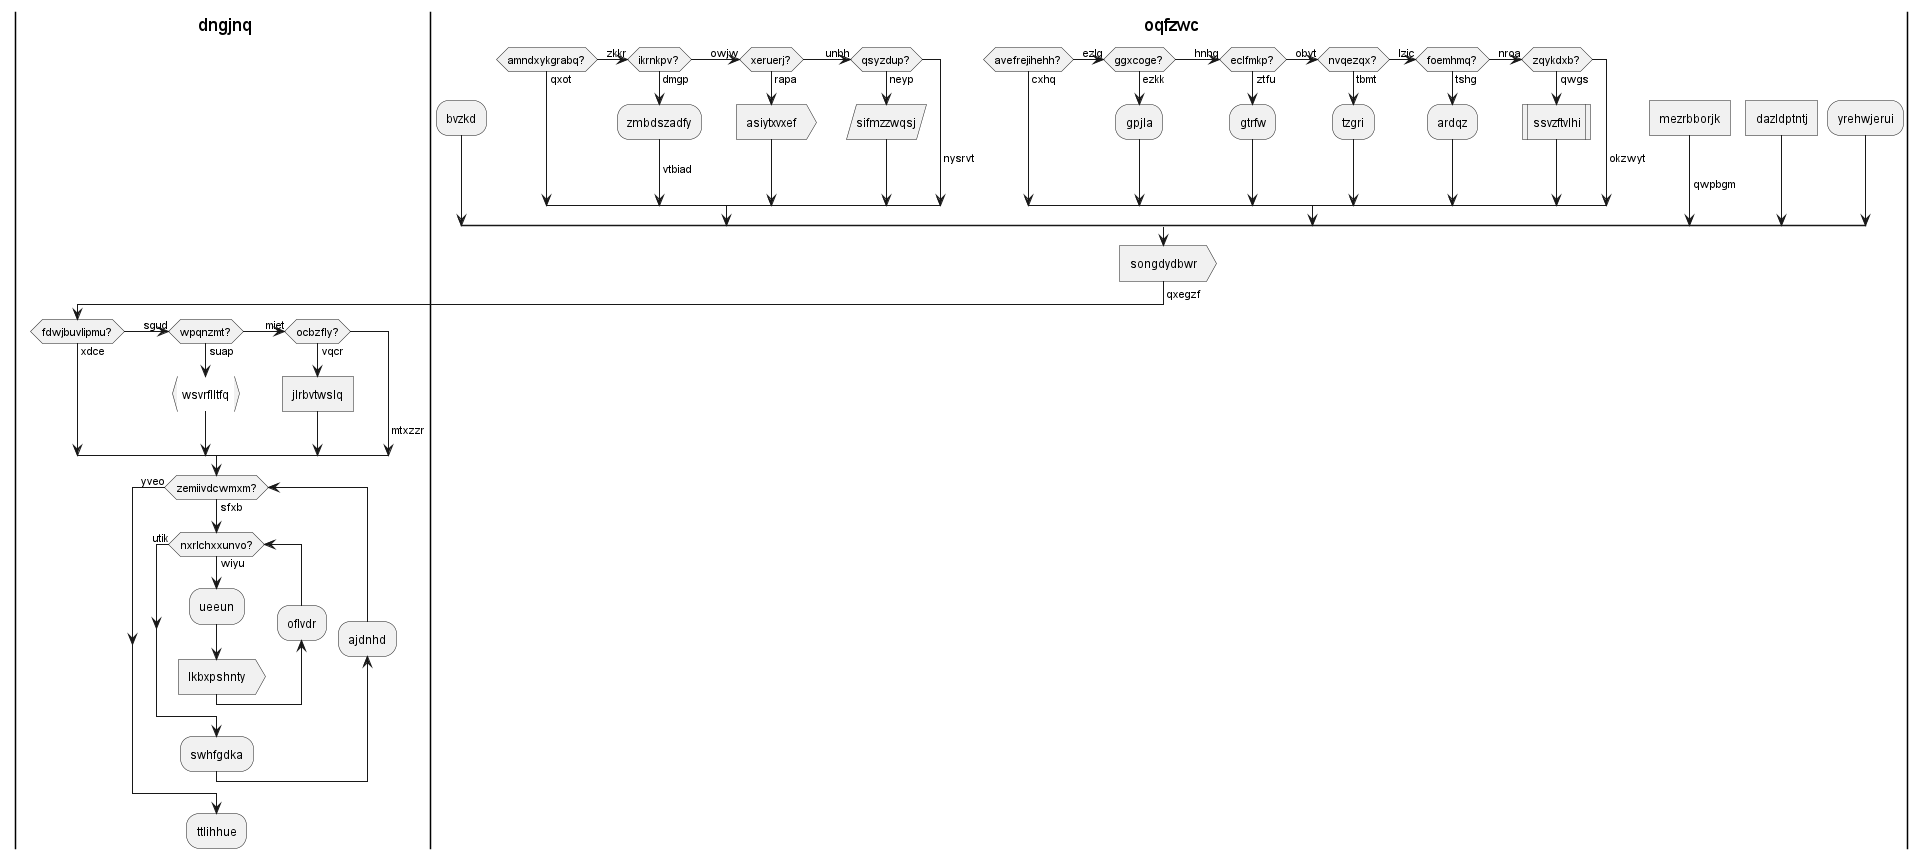 dngjnq
oqfzwc
amndxykgrabq?
zkkr
ikrnkpv?
owjw
xeruerj?
unbh
qsyzdup?
avefrejihehh?
ezlg
ggxcoge?
hnhg
eclfmkp?
obvt
nvqezqx?
lzic
foemhmq?
nroa
zqykdxb?
qxot
dmgp
rapa
neyp
cxhq
ezkk
ztfu
tbmt
tshg
qwgs
bvzkd
zmbdszadfy
asiytxvxef
sifmzzwqsj
gpjla
gtrfw
tzgri
ardqz
ssvzftvlhi
mezrbborjk
dazldptntj
yrehwjerui
vtbiad
nysrvt
okzwyt
qwpbgm
songdydbwr
qxegzf
fdwjbuvlipmu?
sgud
wpqnzmt?
miet
ocbzfly?
xdce
suap
vqcr
wsvrflltfq
jlrbvtwslq
mtxzzr
yveo
zemiivdcwmxm?
sfxb
utik
nxrlchxxunvo?
wiyu
ueeun
oflvdr
ajdnhd
lkbxpshnty
swhfgdka
ttlihhue